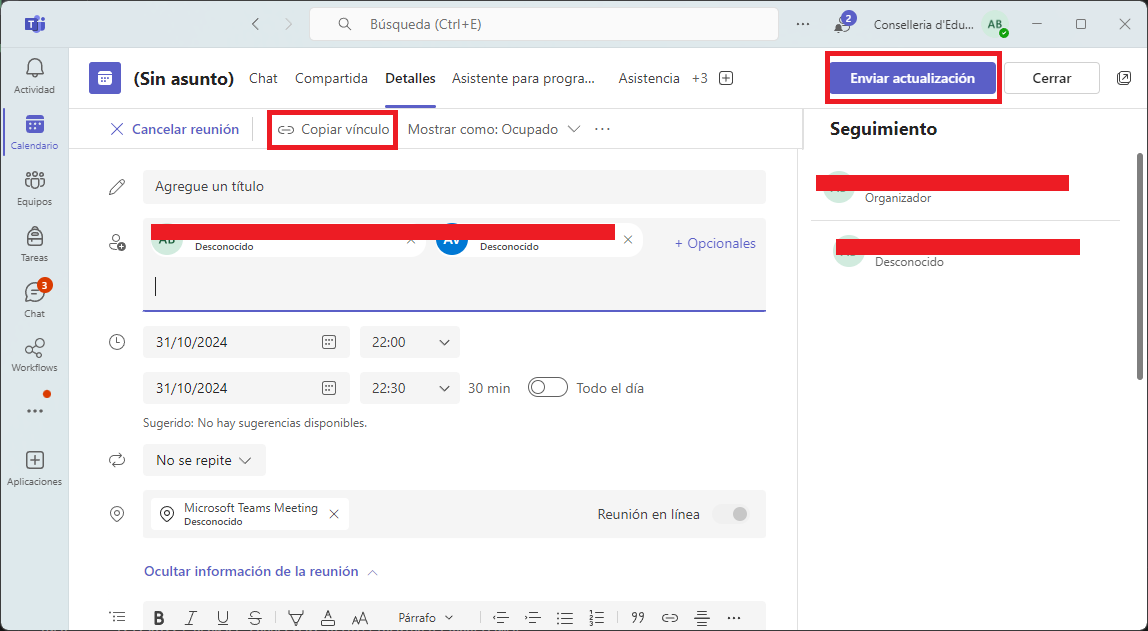 Búsqueda (Ctrl+E)
2
Conselleria d'Edu...
AB
Actividad
Calendario
Equipos
Tareas
3
Chat
Workflows
Aplicaciones
(Sin asunto)
Chat
Compartida
Detalles
Asistente para progra...
Asistencia
+3
Enviar actualización
Cerrar
Cancelar reunión
Copiar vínculo
Mostrar como: Ocupado
Agregue un título
Desconocido
Desconocido
+ Opcionales
31/10/2024
22:00
31/10/2024
22:30
30 min
Todo el día
Sugerido: No hay sugerencias disponibles.
No se repite
Microsoft Teams Meeting
Desconocido
Reunión en línea
Ocultar información de la reunión
Párrafo
Seguimiento
Organizador
Desconocido